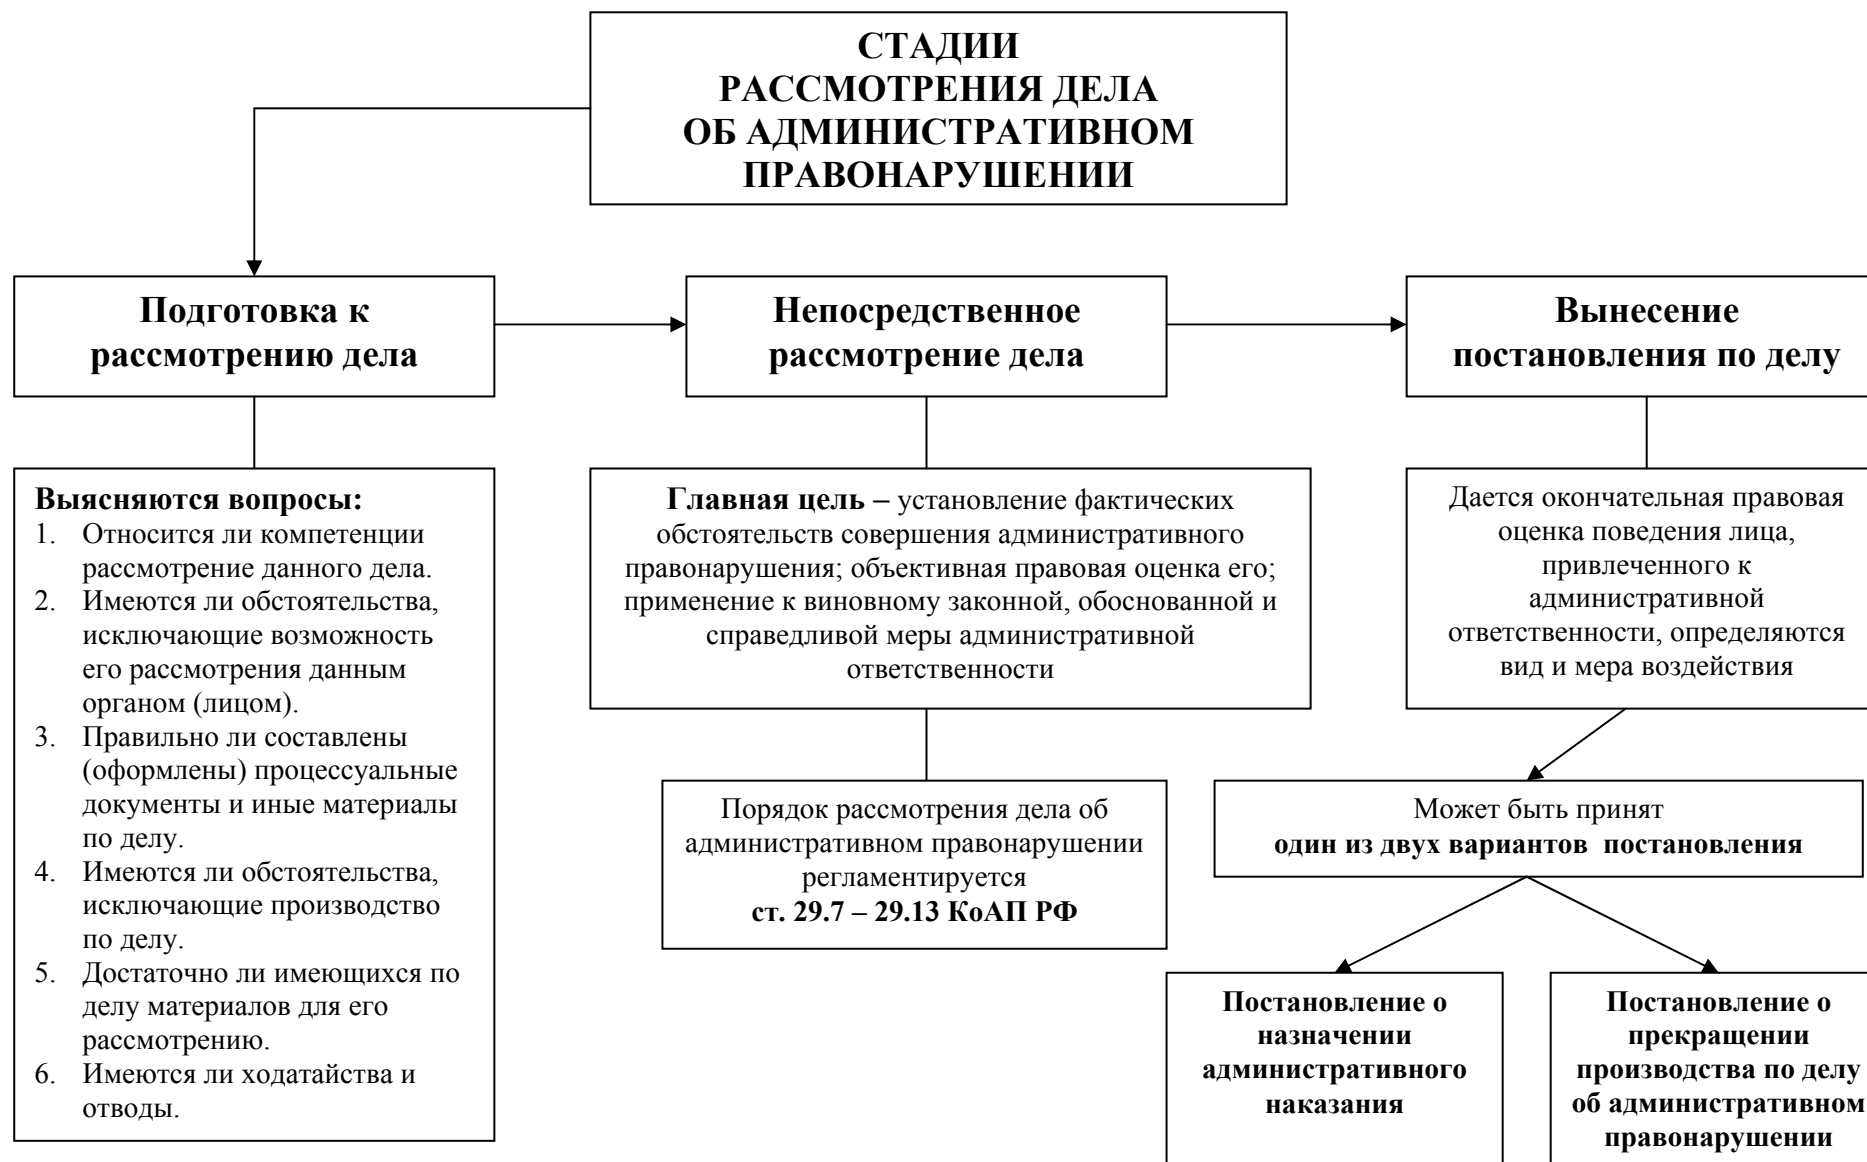 СТАДИИ
РАССМОТРЕНИЯ ДЕЛА
ОБ АДМИНИСТРАТИВНОМ
ПРАВОНАРУШЕНИИ
Подготовка к
рассмотрению дела
Непосредственное
рассмотрение дела
Вынесение
постановления по делу
Выясняются вопросы:
1. Относится ли компетенции
рассмотрение данного дела.
2. Имеются ли обстоятельства,
исключающие возможность
его рассмотрения данным
органом (лицом).
3. Правильно ли составлены
(оформлены) процессуальные
документы и иные материалы
по делу.
4. Имеются ли обстоятельства,
исключающие производство
по делу.
5. Достаточно ли имеющихся по
делу материалов для его
рассмотрению.
6. Имеются ли ходатайства и
отводы.
Главная цель – установление фактических
обстоятельств совершения административного
правонарушения; объективная правовая оценка его;
применение к виновному законной, обоснованной и
справедливой меры административной
ответственности
Порядок рассмотрения дела об
административном правонарушении
регламентируется
ст. 29.7 – 29.13 КоАП РФ
Дается окончательная правовая
оценка поведения лица,
привлеченного к
административной
ответственности, определяются
вид и мера воздействия
Может быть принят
один из двух вариантов постановления
Постановление о
назначении
административного
наказания
Постановление о
прекращении
производства по делу
об административном
правонарушении